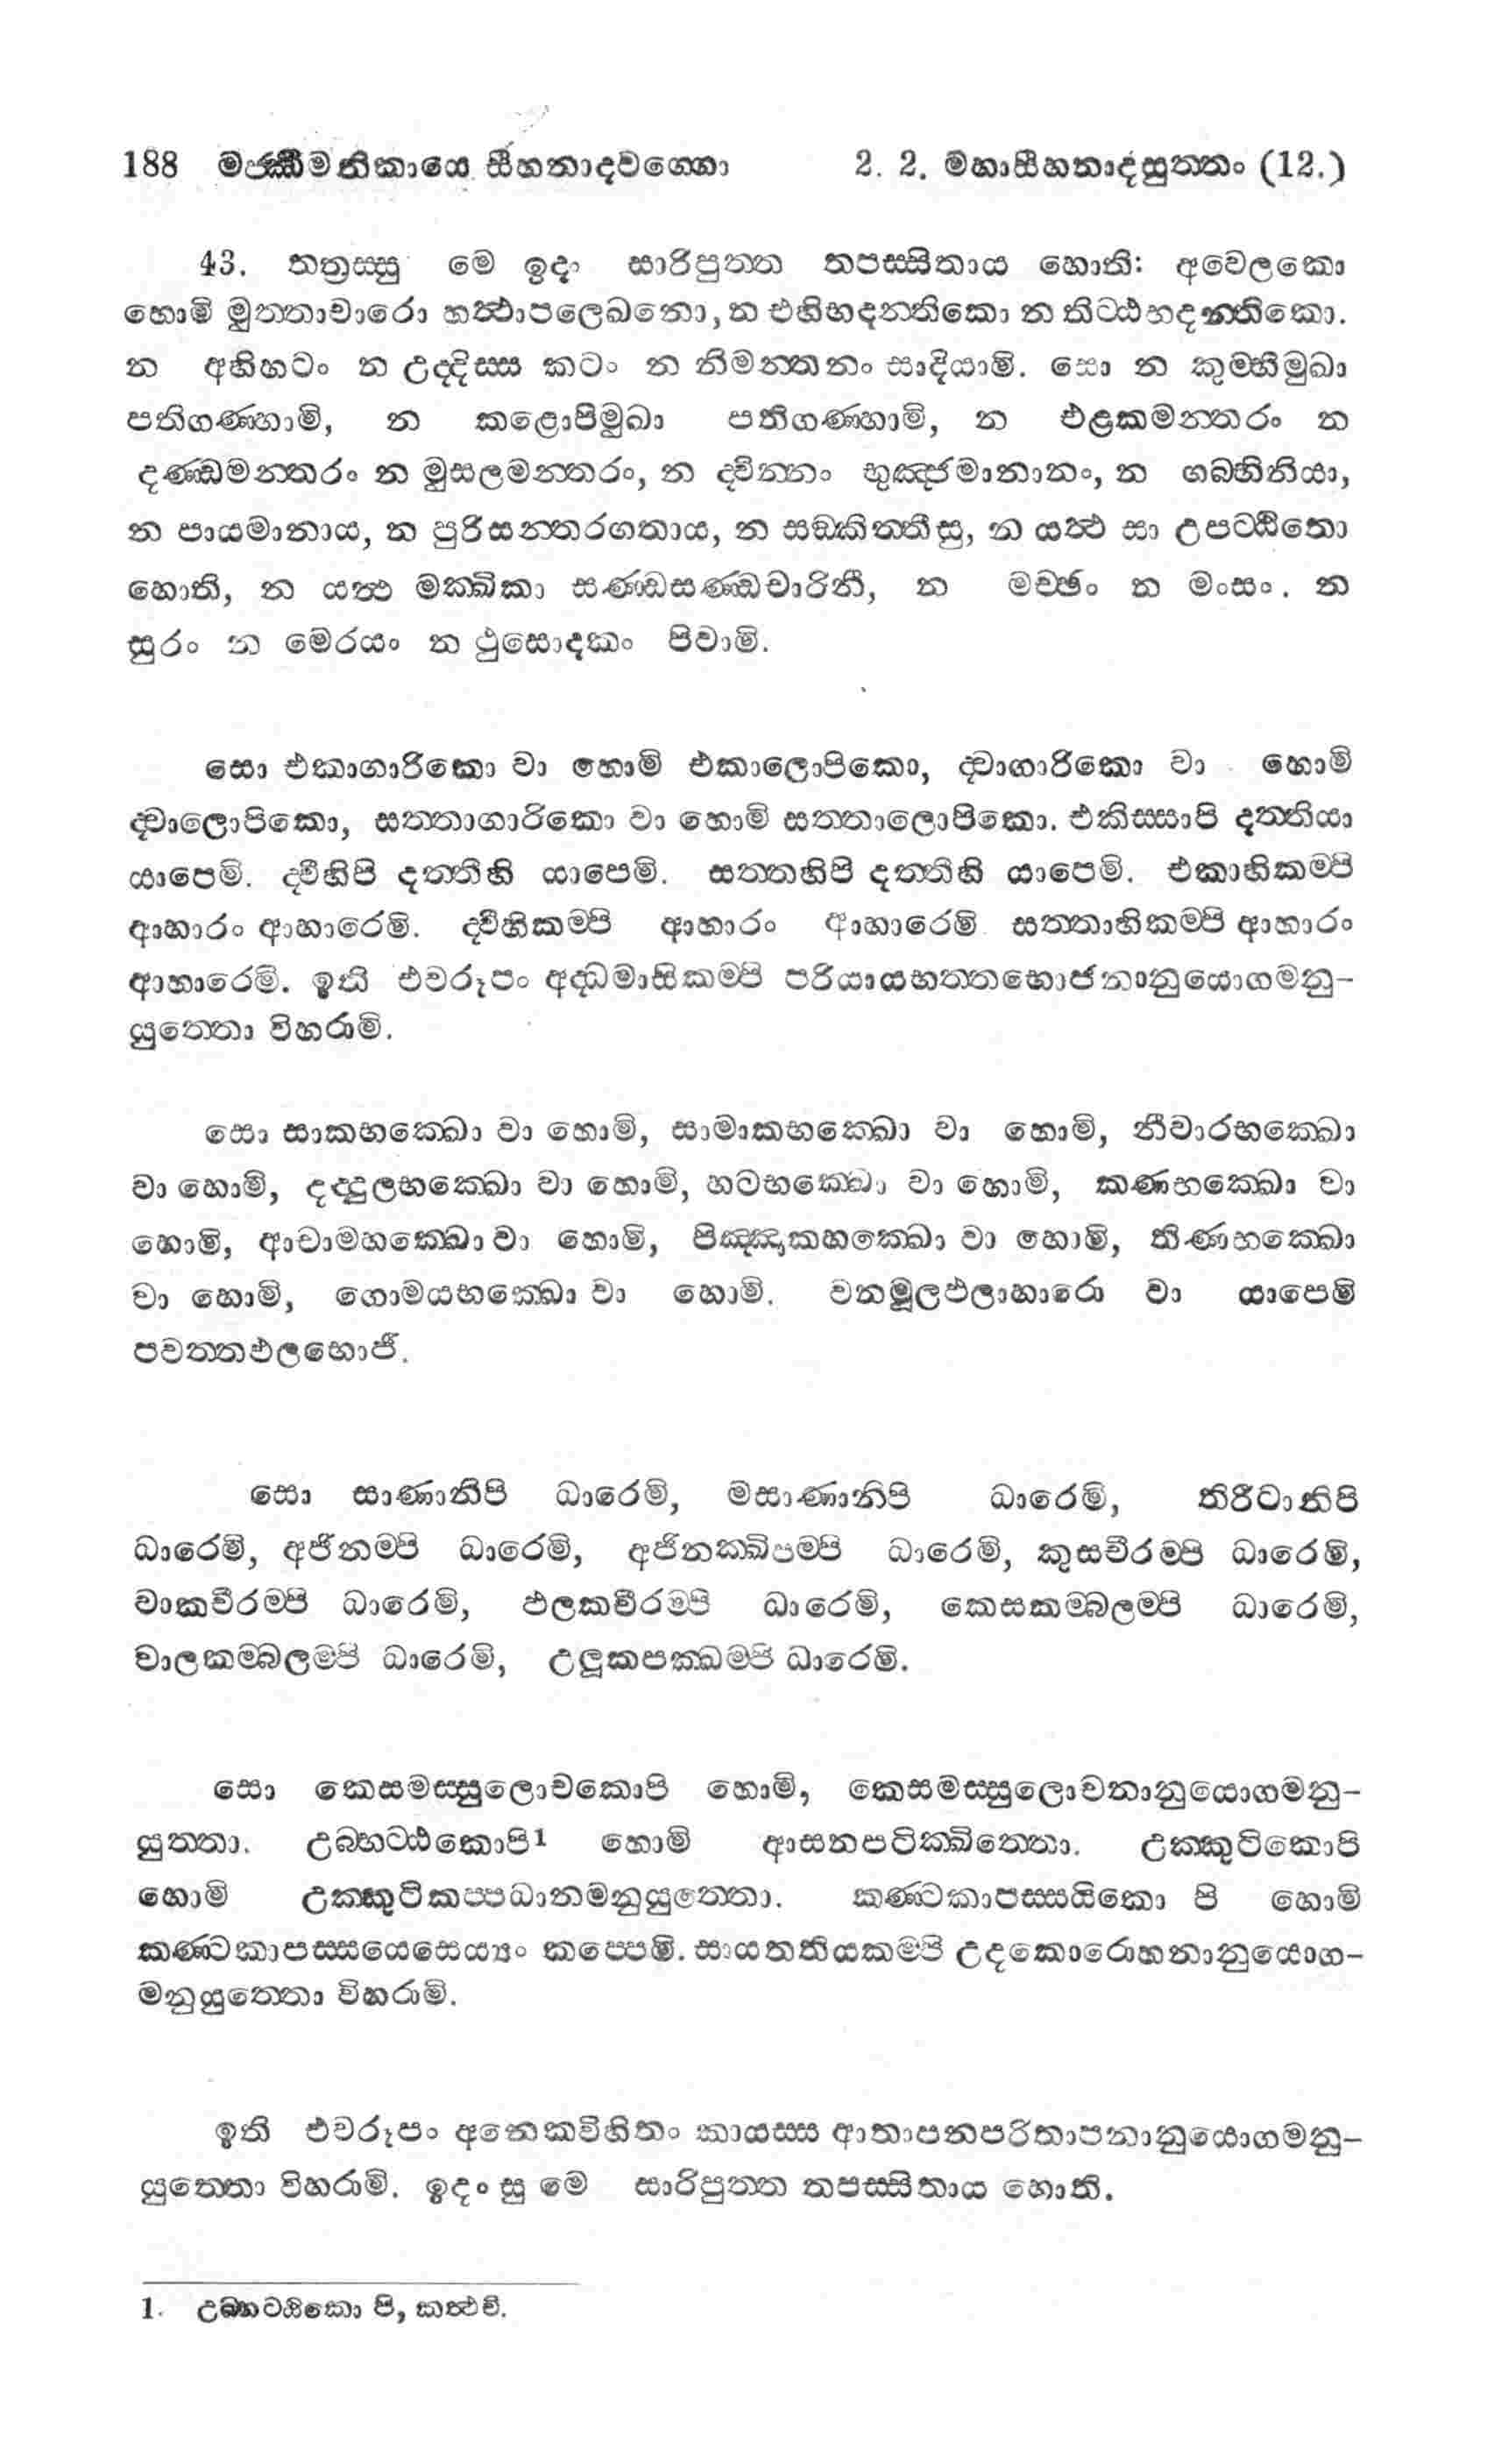 188 මජ්ඣිමනිකායෙ සීහනාදවග්ගො 2. 2. මහාසීහනාදසුත්තං (12.)
43. තත්‍රස්සු මෙ ඉදං සාරිපුත්ත තපස්සිතාය හොති: අචෙලකො
හොමි මුත්තාචාරො හත්ථාපලෙඛනො, න එහිභදන්තිකො න තිට්ඨභදන්තිකො.
න අභිහටං න උද්දිස්ස කටං න නිමන්තනං සාදියාමි. සො න කුම්භීමුඛා
පතිගණ්හාමි, න කළොපිමුඛා පතිගණ්හාමි, න එළකමන්තරං න
දණ්ඩමන්තරං න මුසලමන්තරං, න ද්වින්නං භුඤ්ජමානානං, න ගබ්භිනියා,
න පායමානාය, න පුරිසන්තරගතාය, න සඞ්කිත්තීසු, න යත්ථ සා උපට්ඨිතො
හොති, න යත්ථ මක්ඛිකා සණ්ඩසණ්ඩචාරිනී, න මච්ඡං න මංසං. න
සුරං න මෙරයං න ථුසොදකං පිවාමි.
සො එකාගාරිකො වා හොමි එකාලොපිකො, ද්වාගාරිකො වා හොමි
ද්වාලොපිකො, සත්තාගාරිකො වා හොමි සත්තාලොපිකො. එකිස්සාපි දත්තියා
යාපෙමි. ද්වීහිපි දත්තීහි යාපෙමි. සත්තහිපි දත්තීහි යාපෙමි. එකාහිකම්පි
ආහාරං ආහාරෙමි. ද්වීහිකම්පි ආහාරං ආහාරෙමි සත්තාහිකම්පි ආහාරං
ආහාරෙමි. ඉති එවරූපං අද්ධමාසිකම්පි පරියායභත්තභොජනානුයොගමනු-
යුත්තො විහරාමි.
සො සාකභක්ඛො වා හොමි, සාමාකභක්ඛො වා හොමි, නීවාරභක්ඛො
වා හොමි, දද්දුලභක්ඛො වා හොමි, හටභක්ඛො වා හොමි, කණභක්ඛො වා
හොමි, ආචාමභක්ඛො වා හොමි, පිඤ්ඤාකභක්ඛො වා හොමි, තිණභක්ඛො
වා හොමි, ගොමයභක්ඛො වා හොමි. වනමූලඵලාහාරො වා යාපෙමි
පවත්තඵලභොජී.
සො සාණානිපි ධාරෙමි, මසාණානිපි ධාරෙමි, තිරීටානිපි
ධාරෙමි, අජිනම්පි ධාරෙමි, අජිනක්ඛිපම්පි ධාරෙමි, කුසචීරම්පි ධාරෙමි,
වාකචීරම්පි ධාරෙමි, ඵලකචීරම්පි ධාරෙමි, කෙසකම්බලම්පි ධාරෙමි,
වාලකම්බලම්පි ධාරෙමි, උලූකපක්ඛම්පි ධාරෙමි.
සො කෙසමස්සුලොචකොපි හොමි, කෙසමස්සුලොචනානුයොගමනු-
යුත්තා. උබ්භට්ඨකොපි1 හොමි ආසනපටික්ඛිත්තො. උක්කුටිකොපි
හොමි උක්කුටිකප්පධානමනුයුත්තො. කණ්ටකාපස්සයිකො පි හොමි
කණ්ටකාපස්සයෙසෙය්‍යං කප්පෙමි. සායතතියකම්පි උදකොරොහනානුයොග-
මනුයුත්තො විහරාමි.
ඉති එවරූපං අනෙකවිහිතං කායස්ස ආතාපනපරිතාපනානුයොගමනු-
යුත්තො විහරාමි. ඉදං සු මෙ සාරිපුත්ත තපස්සිතාය හොති.
1. උබ්භට්ඨිකො පි, කත්ථචි.